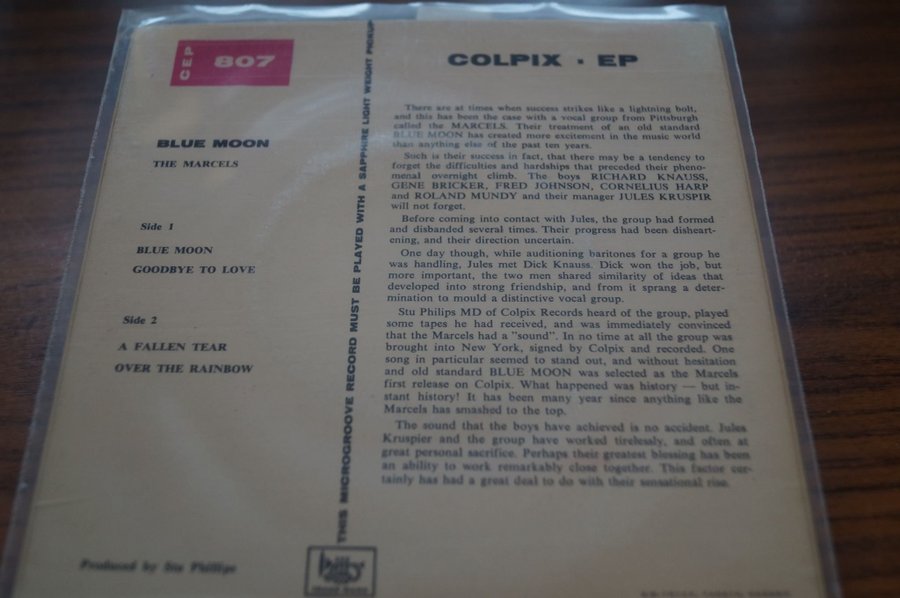 CEP 807
BLUE MOON
THE MARCELS
Side 1
BLUE MOON
GOODBYE TO LOVE
Side 2
A FALLEN TEAR
OVER THE RAINBOW
Produced by Stu Phillips
THIS MICROGROOVE RECORD MUST BE PLAYED WITH A SAPPHIRE LIGHT WEIGHT PICKUP
COLPIX · EP
There are at times when success strikes like a lightning bolt,
and this has been the case with a vocal group from Pittsburgh
called the MARCELS. Their treatment of an old standard
BLUE MOON has created more excitement in the music world
than anything else of the past ten years.
Such is their success in fact, that there may be a tendency to
forget the difficulties and hardships that preceded their pheno-
menal overnight climb. The boys RICHARD KNAUSS,
GENE BRICKER, FRED JOHNSON, CORNELIUS HARP
and ROLAND MUNDY and their manager JULES KRUSPIR
will not forget.
Before coming into contact with Jules, the group had formed
and disbanded several times. Their progress had been disheart-
ening, and their direction uncertain.
One day though, while auditioning baritones for a group he
was handling, Jules met Dick Knauss. Dick won the job, but
more important, the two men shared similarity of ideas that
developed into strong friendship, and from it sprang a deter-
mination to mould a distinctive vocal group.
Stu Philips MD of Colpix Records heard of the group, played
some tapes he had received, and was immediately convinced
that the Marcels had a "sound". In no time at all the group was
brought into New York, signed by Colpix and recorded. One
song in particular seemed to stand out, and without hesitation
and old standard BLUE MOON was selected as the Marcels
first release on Colpix. What happened was history — but in-
stant history! It has been many year since anything like the
Marcels has smashed to the top.
The sound that the boys have achieved is no accident. Jules
Kruspier and the group have worked tirelessly, and often at
great personal sacrifice. Perhaps their greatest blessing has been
an ability to work remarkably close together. This factor cer-
tainly has had a great deal to do with their sensational rise.